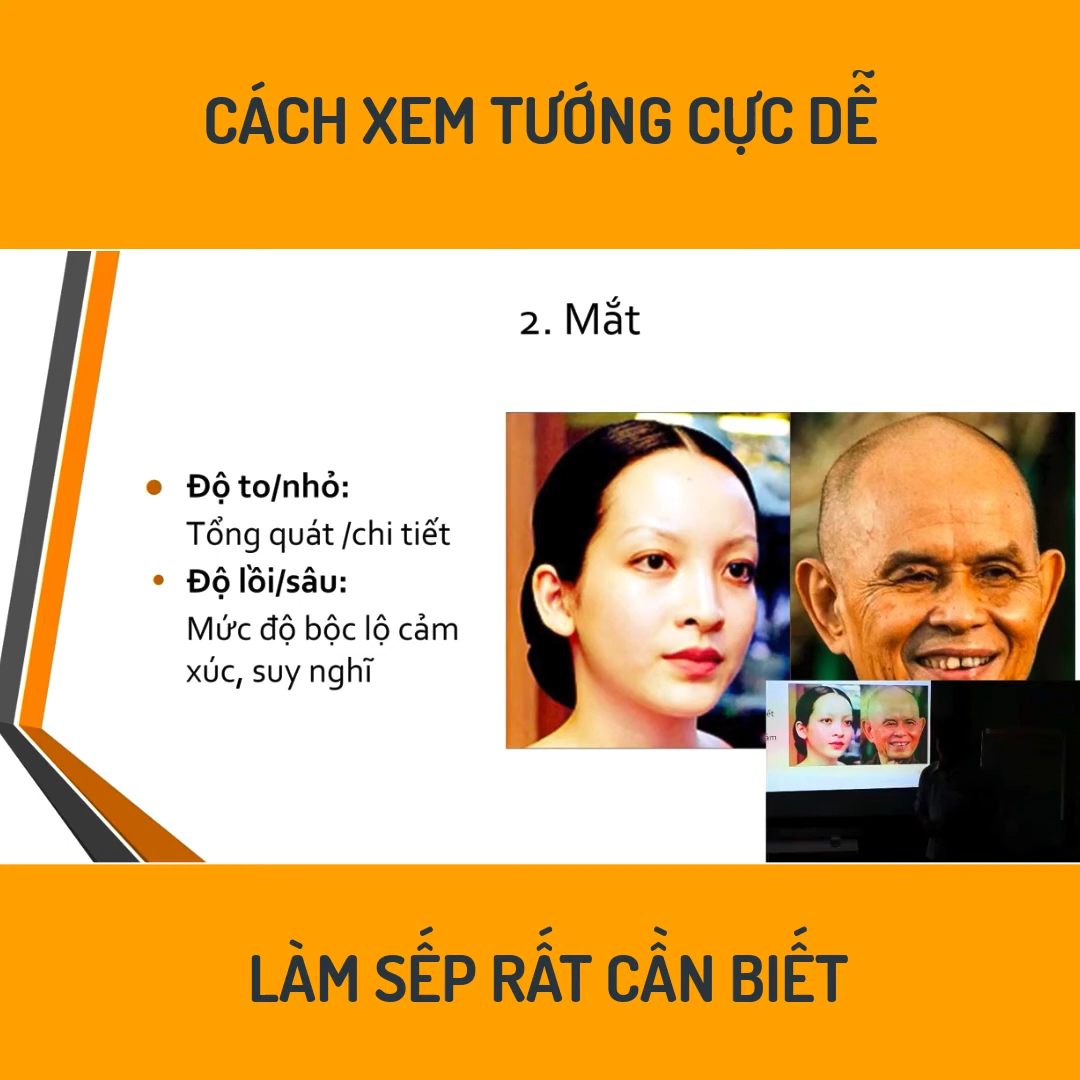 CÁCH XEM TƯỚNG CỰC DỄ
2. Mắt
Độ to/nhỏ:
Tổng quát /chi tiết
Độ lồi/sâu:
Mức độ bộc lộ cảm
xúc, suy nghĩ
LÀM SẾP RẤT CẦN BIẾT